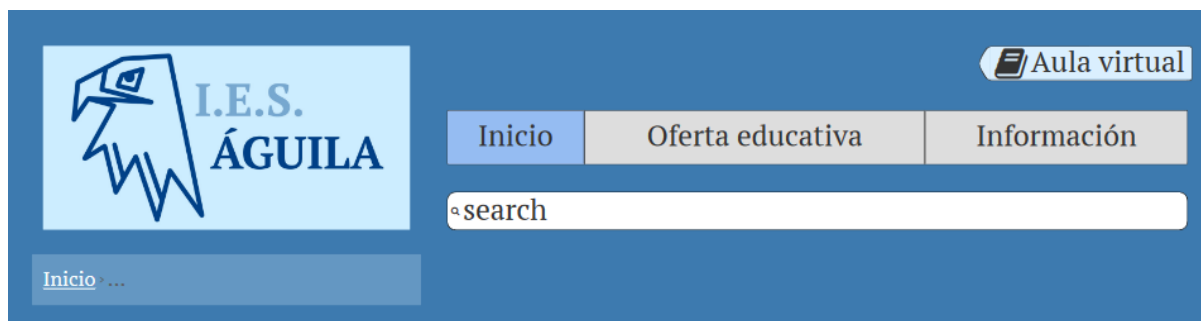 I.E.S.
ÁGUILA
Aula virtual
Inicio
Oferta educativa
Información
search
Inicio > ...